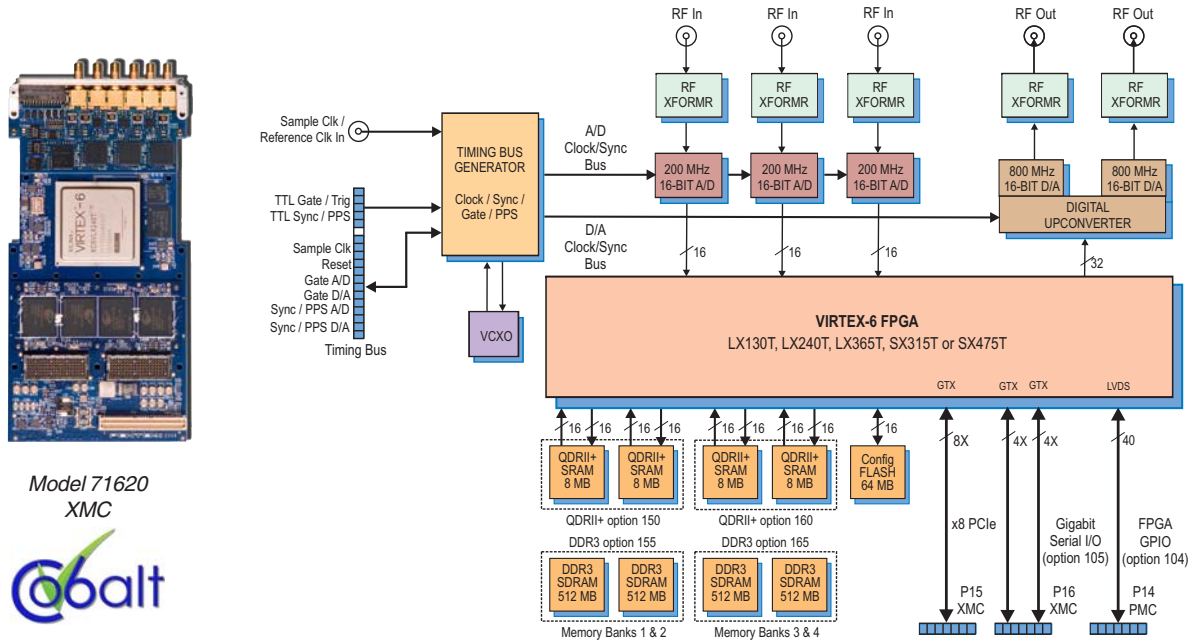 RF In
RF In
RF In
RF Out
RF Out
RF
XFORMR
RF
XFORMR
RF
XFORMR
RF
XFORMR
RF
XFORMR
Sample Clk /
Reference Clk In
TIMING BUS
GENERATOR
Clock / Sync /
Gate / PPS
A/D
Clock/Sync
Bus
200 MHz
16-BIT A/D
200 MHz
16-BIT A/D
200 MHz
16-BIT A/D
800 MHz
16-BIT D/A
800 MHz
16-BIT D/A
DIGITAL
UPCONVERTER
TTL Gate / Trig
TTL Sync / PPS
Sample Clk
Reset
Gate A/D
Gate D/A
Sync / PPS A/D
Sync / PPS D/A
Timing Bus
D/A
Clock/Sync
Bus
16
16
16
32
VCXO
VIRTEX-6 FPGA
LX130T, LX240T, LX365T, SX315T or SX475T
GTX
GTX
GTX
LVDS
16
16
16
16
16
16
16
16
16
8X
4X
4X
40
QDRII+
SRAM
8 MB
QDRII+
SRAM
8 MB
QDRII+
SRAM
8 MB
QDRII+
SRAM
8 MB
Config
FLASH
64 MB
QDRII+ option 150
QDRII+ option 160
DDR3 option 155
DDR3 option 165
DDR3
SDRAM
512 MB
DDR3
SDRAM
512 MB
DDR3
SDRAM
512 MB
DDR3
SDRAM
512 MB
Memory Banks 1 & 2
Memory Banks 3 & 4
x8 PCIe
Gigabit
Serial I/O
(option 105)
FPGA
GPIO
(option 104)
P15
XMC
P16
XMC
P14
PMC
VIRTEX-6
Model 71620
XMC
Cobalt